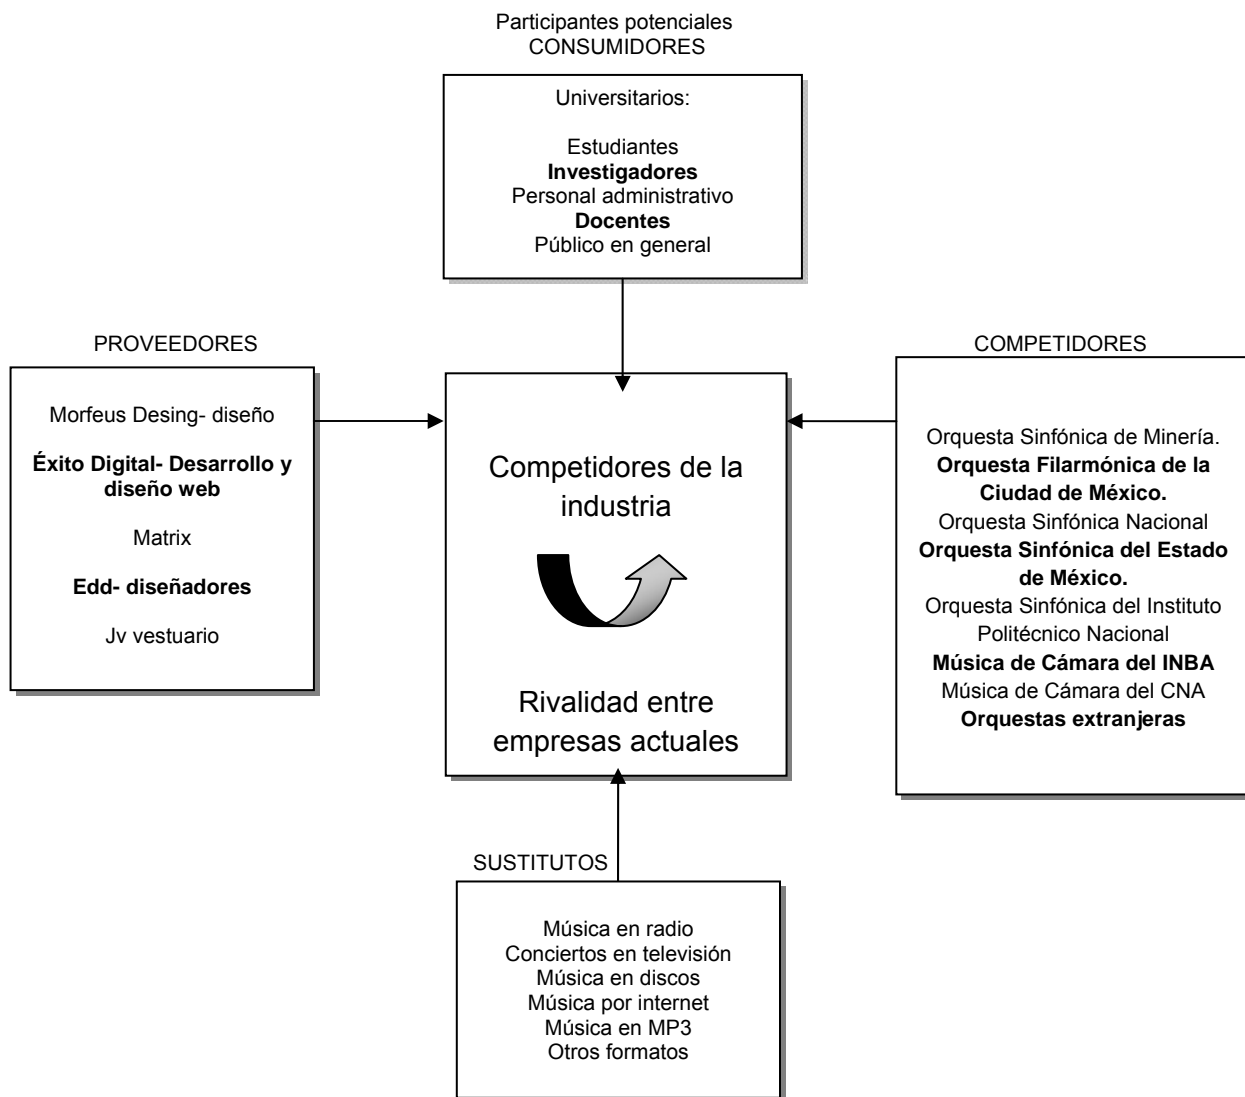 Participantes potenciales
CONSUMIDORES
Universitarios:
Estudiantes
Investigadores
Personal administrativo
Docentes
Público en general
PROVEEDORES
Morfeus Desing- diseño
Éxito Digital- Desarrollo y
diseño web
Matrix
Edd- diseñadores
Jv vestuario
Competidores de la
industria
Rivalidad entre
empresas actuales
COMPETIDORES
Orquesta Sinfónica de Minería.
Orquesta Filarmónica de la
Ciudad de México.
Orquesta Sinfónica Nacional
Orquesta Sinfónica del Estado
de México.
Orquesta Sinfónica del Instituto
Politécnico Nacional
Música de Cámara del INBA
Música de Cámara del CNA
Orquestas extranjeras
SUSTITUTOS
Música en radio
Conciertos en televisión
Música en discos
Música por internet
Música en MP3
Otros formatos